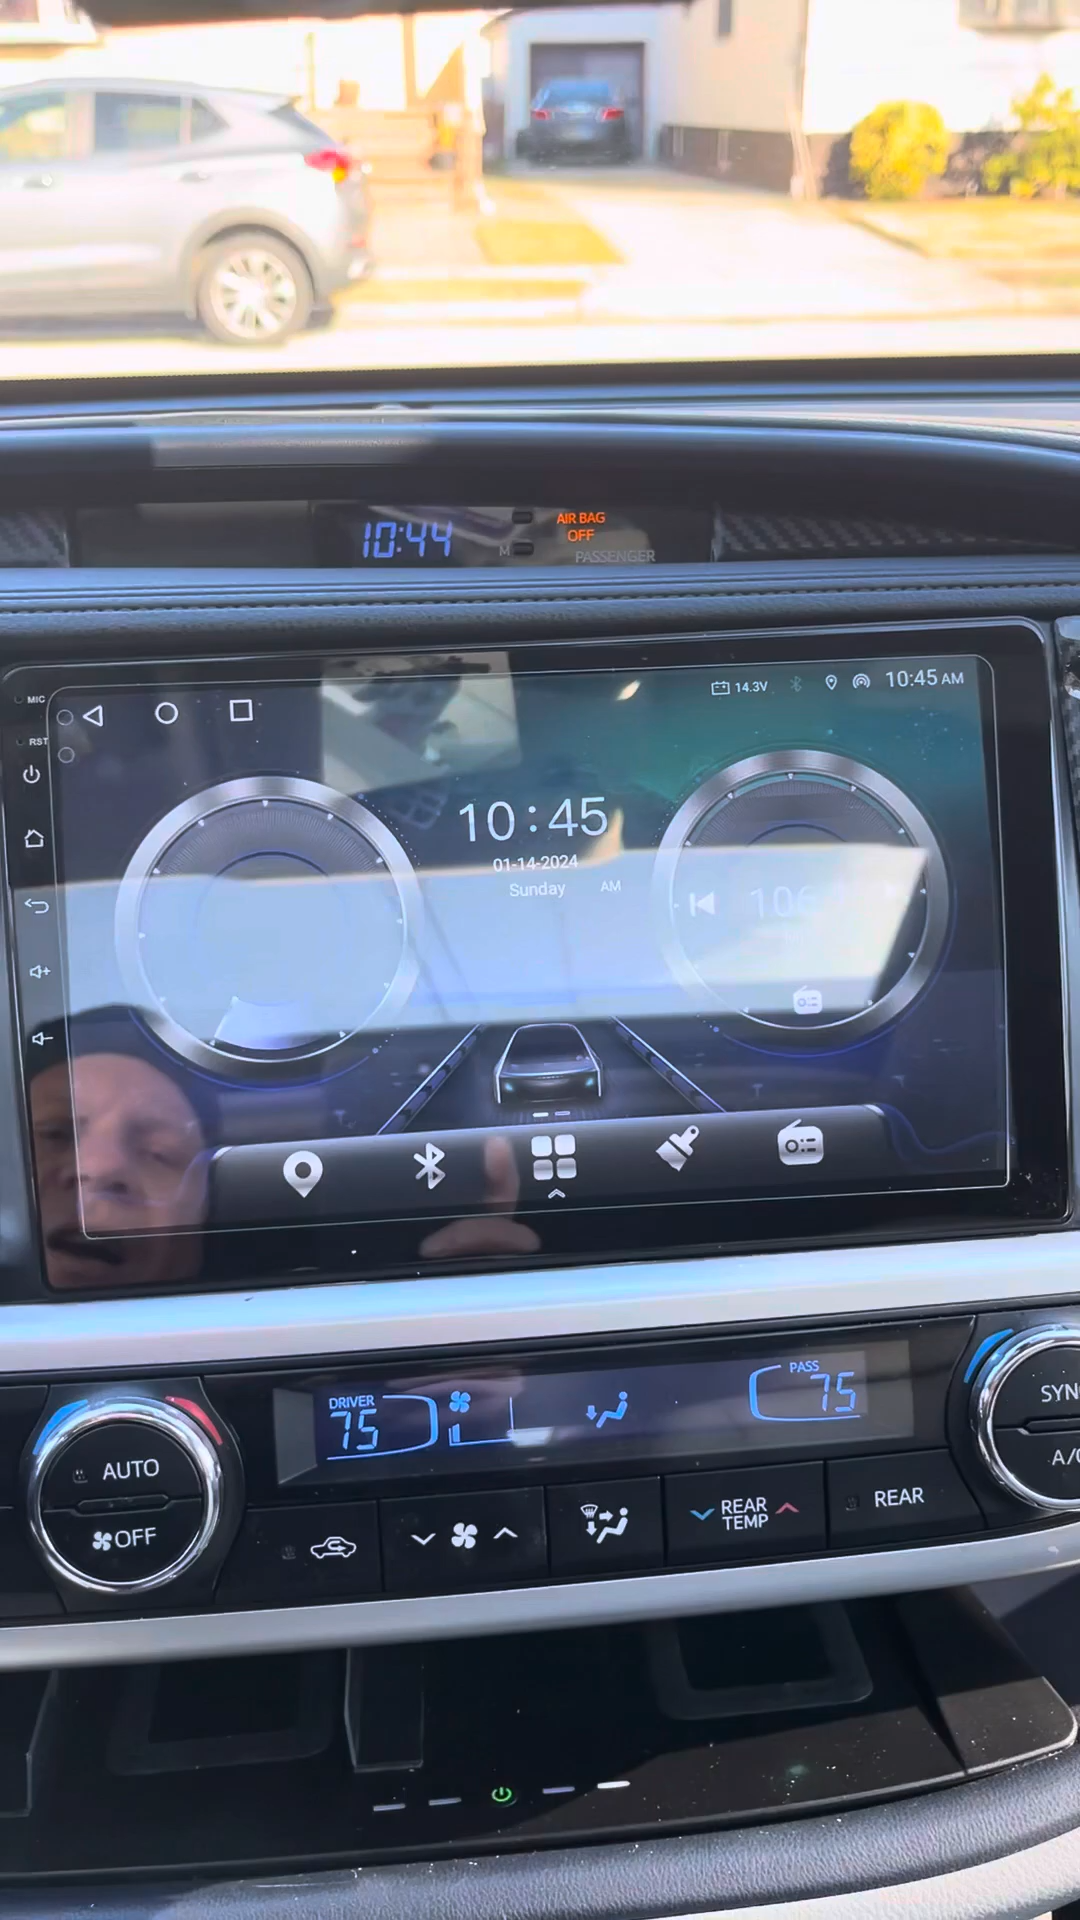 10:44
AIR BAG
OFF
PASSENGER
M
MIC
14.3V
10:45 AM
RST
10:45
01-14-2024
Sunday AM
DRIVER
75
PASS
75
AUTO
OFF
REAR
TEMP
REAR